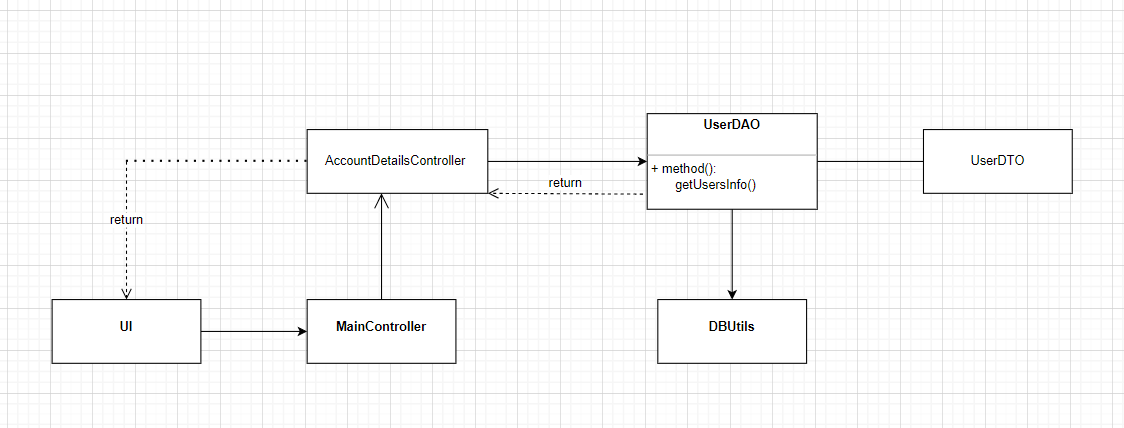 UserDAO
AccountDetailsController
UserDTO
+ method():
getUsersInfo()
return
return
UI
MainController
DBUtils